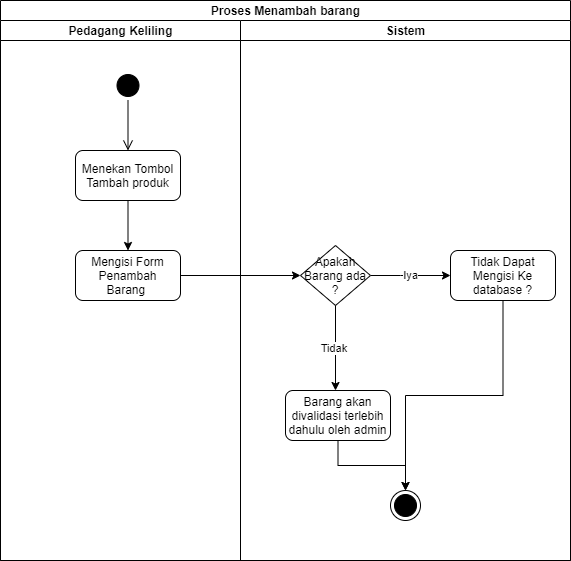 Proses Menambah barang
Pedagang Keliling
Sistem
Menekan Tombol
Tambah produk
Mengisi Form
Penambah
Barang
Apakah
Barang ada
?
Iya
Tidak Dapat
Mengisi Ke
database ?
Tidak
Barang akan
divalidasi terlebih
dahulu oleh admin